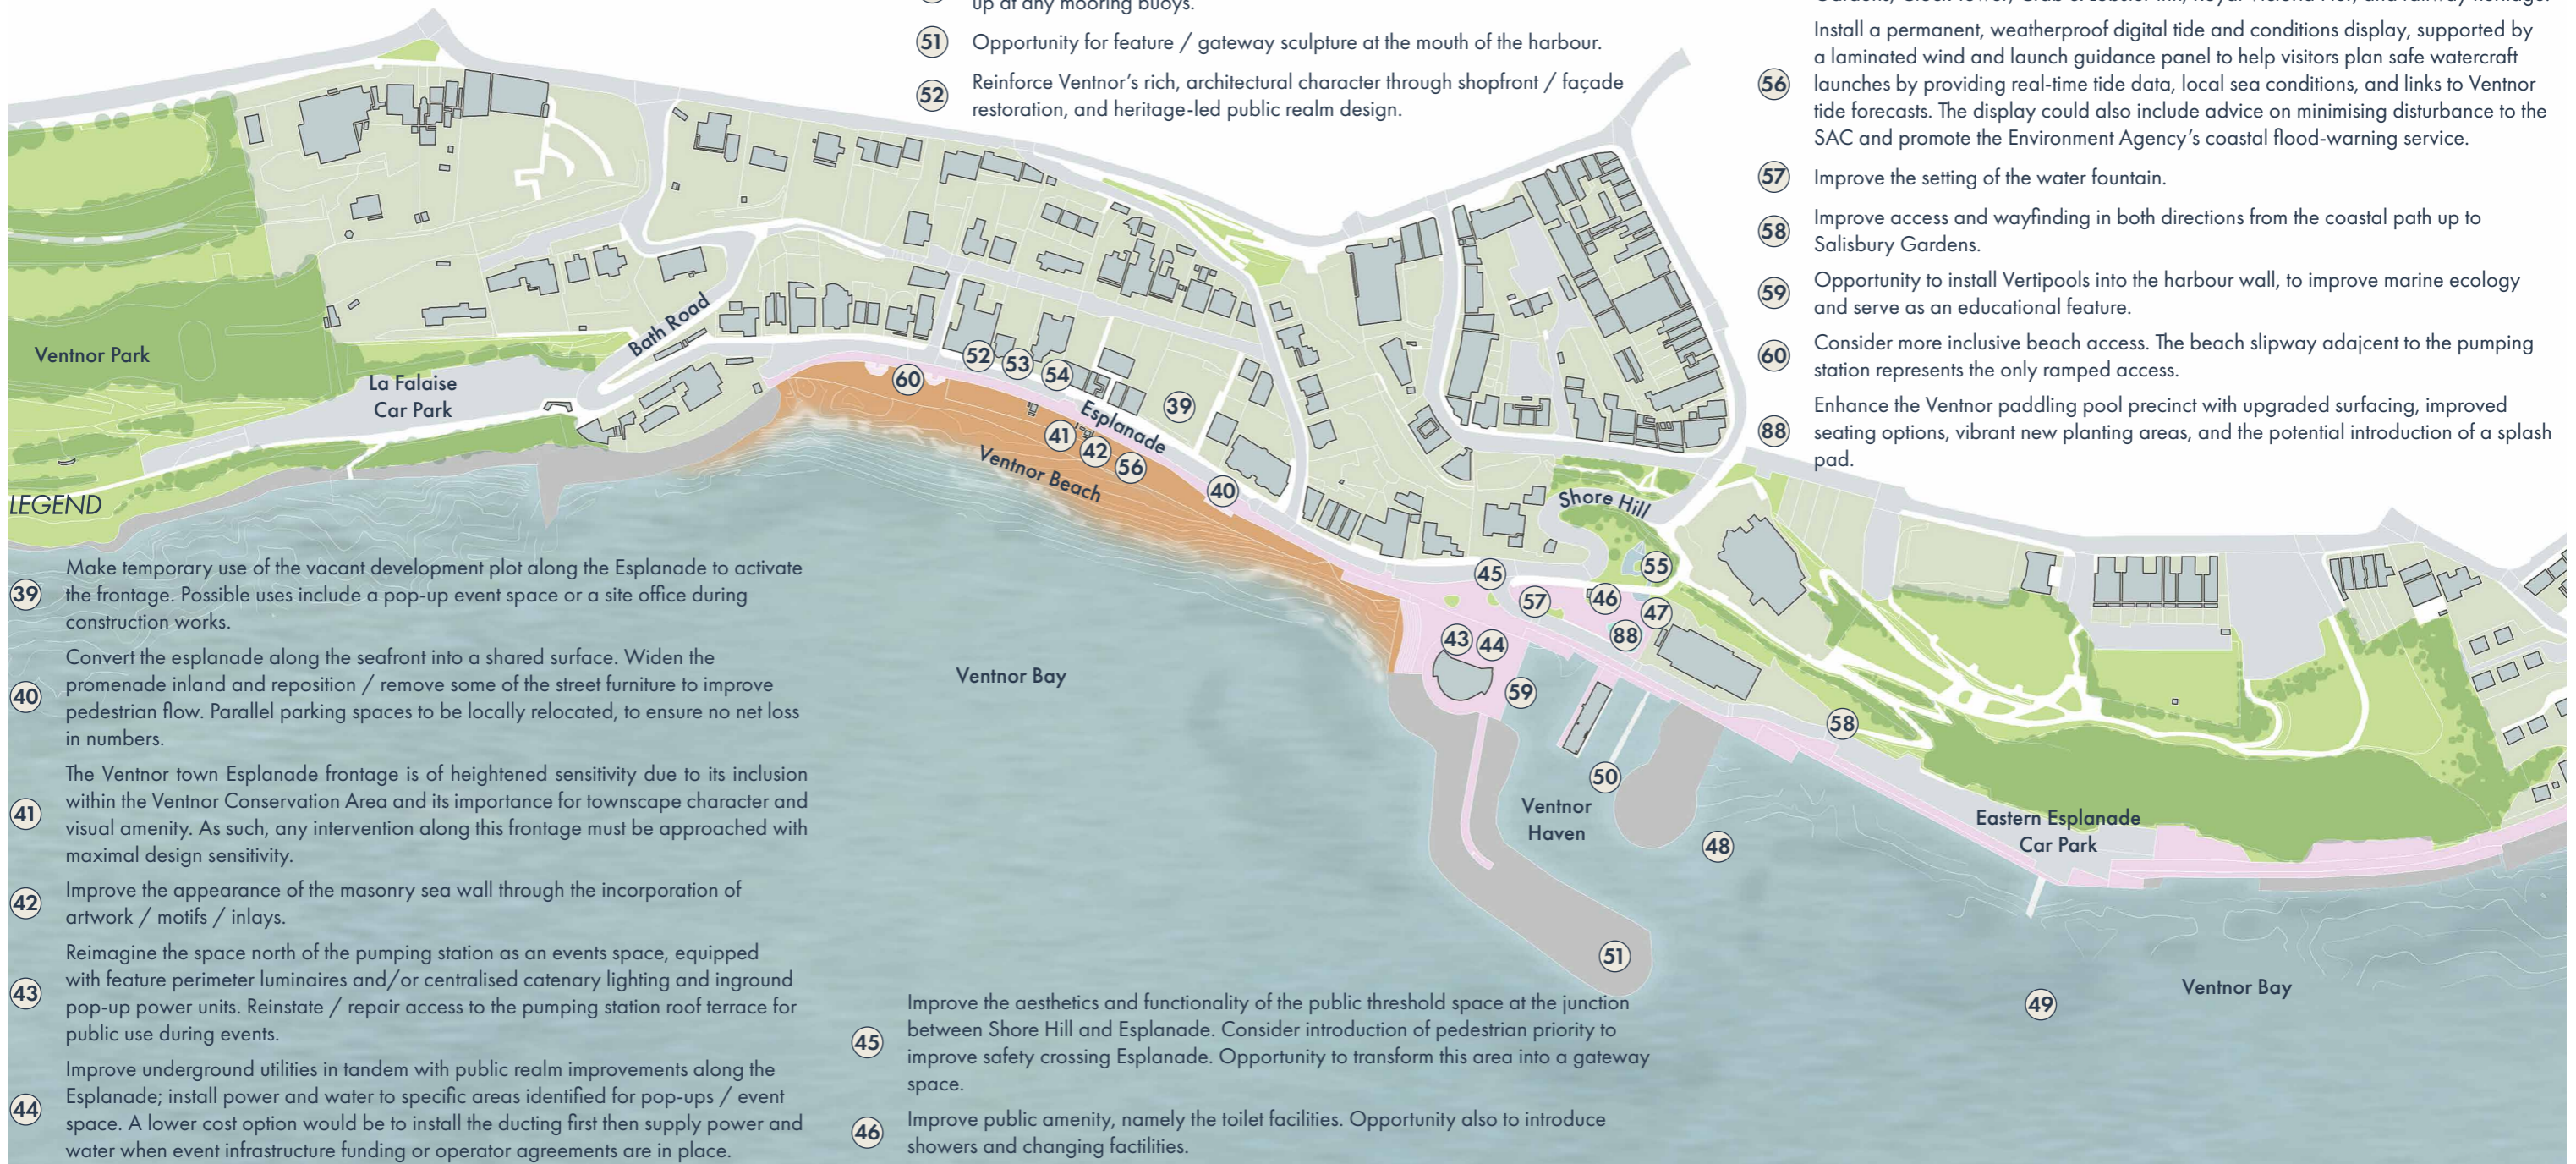 up at any mooring buoys.
51
Opportunity for feature / gateway sculpture at the mouth of the harbour.
52
Reinforce Ventnor's rich, architectural character through shopfront / façade
restoration, and heritage-led public realm design.
Install a permanent, weatherproof digital tide and conditions display, supported by
a laminated wind and launch guidance panel to help visitors plan safe watercraft
56
launches by providing real-time tide data, local sea conditions, and links to Ventnor
tide forecasts. The display could also include advice on minimising disturbance to the
SAC and promote the Environment Agency's coastal flood-warning service.
57
Improve the setting of the water fountain.
58
Improve access and wayfinding in both directions from the coastal path up to
Salisbury Gardens.
59
Opportunity to install Vertipools into the harbour wall, to improve marine ecology
and serve as an educational feature.
60
Consider more inclusive beach access. The beach slipway adajcent to the pumping
station represents the only ramped access.
88
Enhance the Ventnor paddling pool precinct with upgraded surfacing, improved
seating options, vibrant new planting areas, and the potential introduction of a splash
pad.
Ventnor Park
La Falaise
Car Park
Bath Road
60
52
53
54
39
Esplanade
41
42
56
Ventnor Beach
40
Shore Hill
55
45
57
46
47
88
43
44
59
58
50
Ventnor
Haven
48
51
Ventnor Bay
Eastern Esplanade
Car Park
49
Ventnor Bay
LEGEND
39
Make temporary use of the vacant development plot along the Esplanade to activate
the frontage. Possible uses include a pop-up event space or a site office during
construction works.
40
Convert the esplanade along the seafront into a shared surface. Widen the
promenade inland and reposition / remove some of the street furniture to improve
pedestrian flow. Parallel parking spaces to be locally relocated, to ensure no net loss
in numbers.
41
The Ventnor town Esplanade frontage is of heightened sensitivity due to its inclusion
within the Ventnor Conservation Area and its importance for townscape character and
visual amenity. As such, any intervention along this frontage must be approached with
maximal design sensitivity.
42
Improve the appearance of the masonry sea wall through the incorporation of
artwork / motifs / inlays.
43
Reimagine the space north of the pumping station as an events space, equipped
with feature perimeter luminaires and/or centralised catenary lighting and inground
pop-up power units. Reinstate / repair access to the pumping station roof terrace for
public use during events.
44
Improve underground utilities in tandem with public realm improvements along the
Esplanade; install power and water to specific areas identified for pop-ups / event
space. A lower cost option would be to install the ducting first then supply power and
water when event infrastructure funding or operator agreements are in place.
45
Improve the aesthetics and functionality of the public threshold space at the junction
between Shore Hill and Esplanade. Consider introduction of pedestrian priority to
improve safety crossing Esplanade. Opportunity to transform this area into a gateway
space.
46
Improve public amenity, namely the toilet facilities. Opportunity also to introduce
showers and changing facilities.